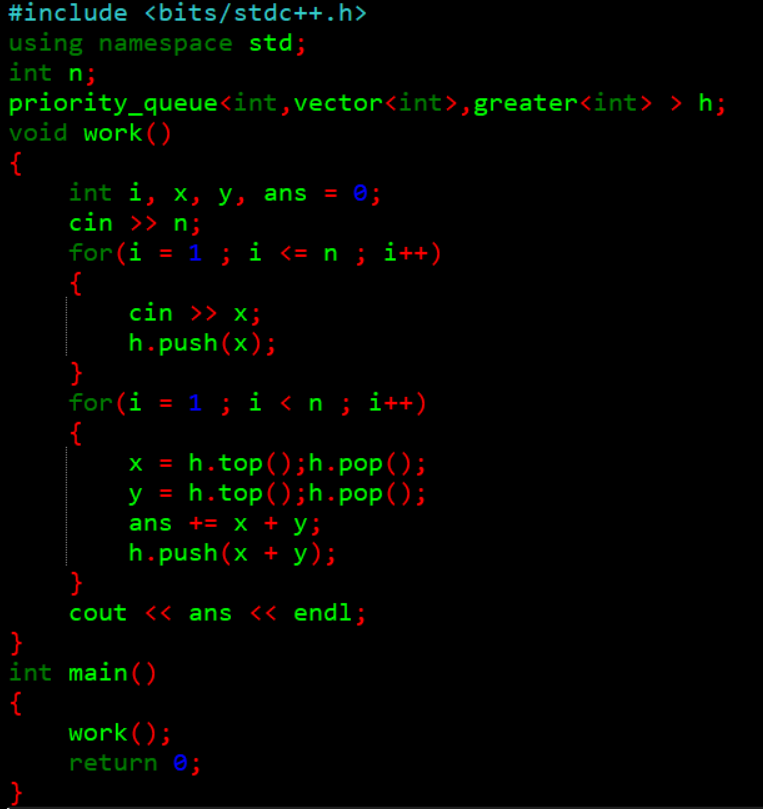 #include <bits/stdc++.h>
using namespace std;
int n;
priority_queue<int,vector<int>,greater<int> > h;
void work()
{
    int i, x, y, ans = 0;
    cin >> n;
    for(i = 1 ; i <= n ; i++)
    {
        cin >> x;
        h.push(x);
    }
    for(i = 1 ; i < n ; i++)
    {
        x = h.top();h.pop();
        y = h.top();h.pop();
        ans += x + y;
        h.push(x + y);
    }
    cout << ans << endl;
}
int main()
{
    work();
    return 0;
}